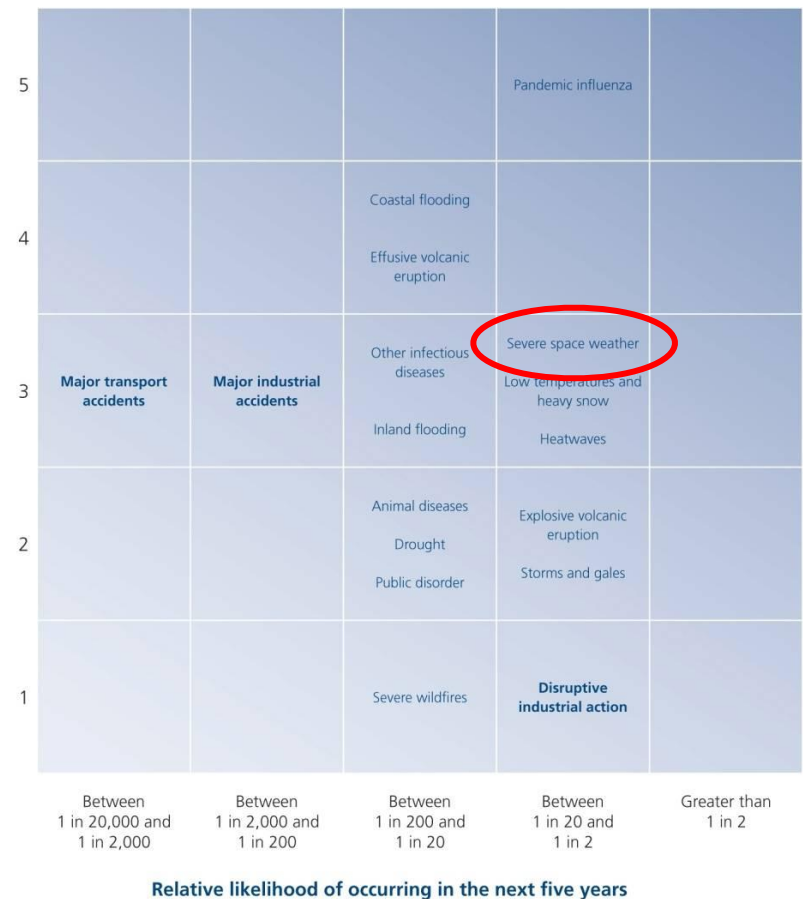 5
Pandemic influenza
4
Coastal flooding
Effusive volcanic
eruption
3
Major transport
accidents
Major industrial
accidents
Other infectious
diseases
Inland flooding
Severe space weather
Low temperatures and
heavy snow
Heatwaves
2
Animal diseases
Drought
Public disorder
Explosive volcanic
eruption
Storms and gales
1
Severe wildfires
Disruptive
industrial action
Between
1 in 20,000 and
1 in 2,000
Between
1 in 2,000 and
1 in 200
Between
1 in 200 and
1 in 20
Between
1 in 20 and
1 in 2
Greater than
1 in 2
Relative likelihood of occurring in the next five years